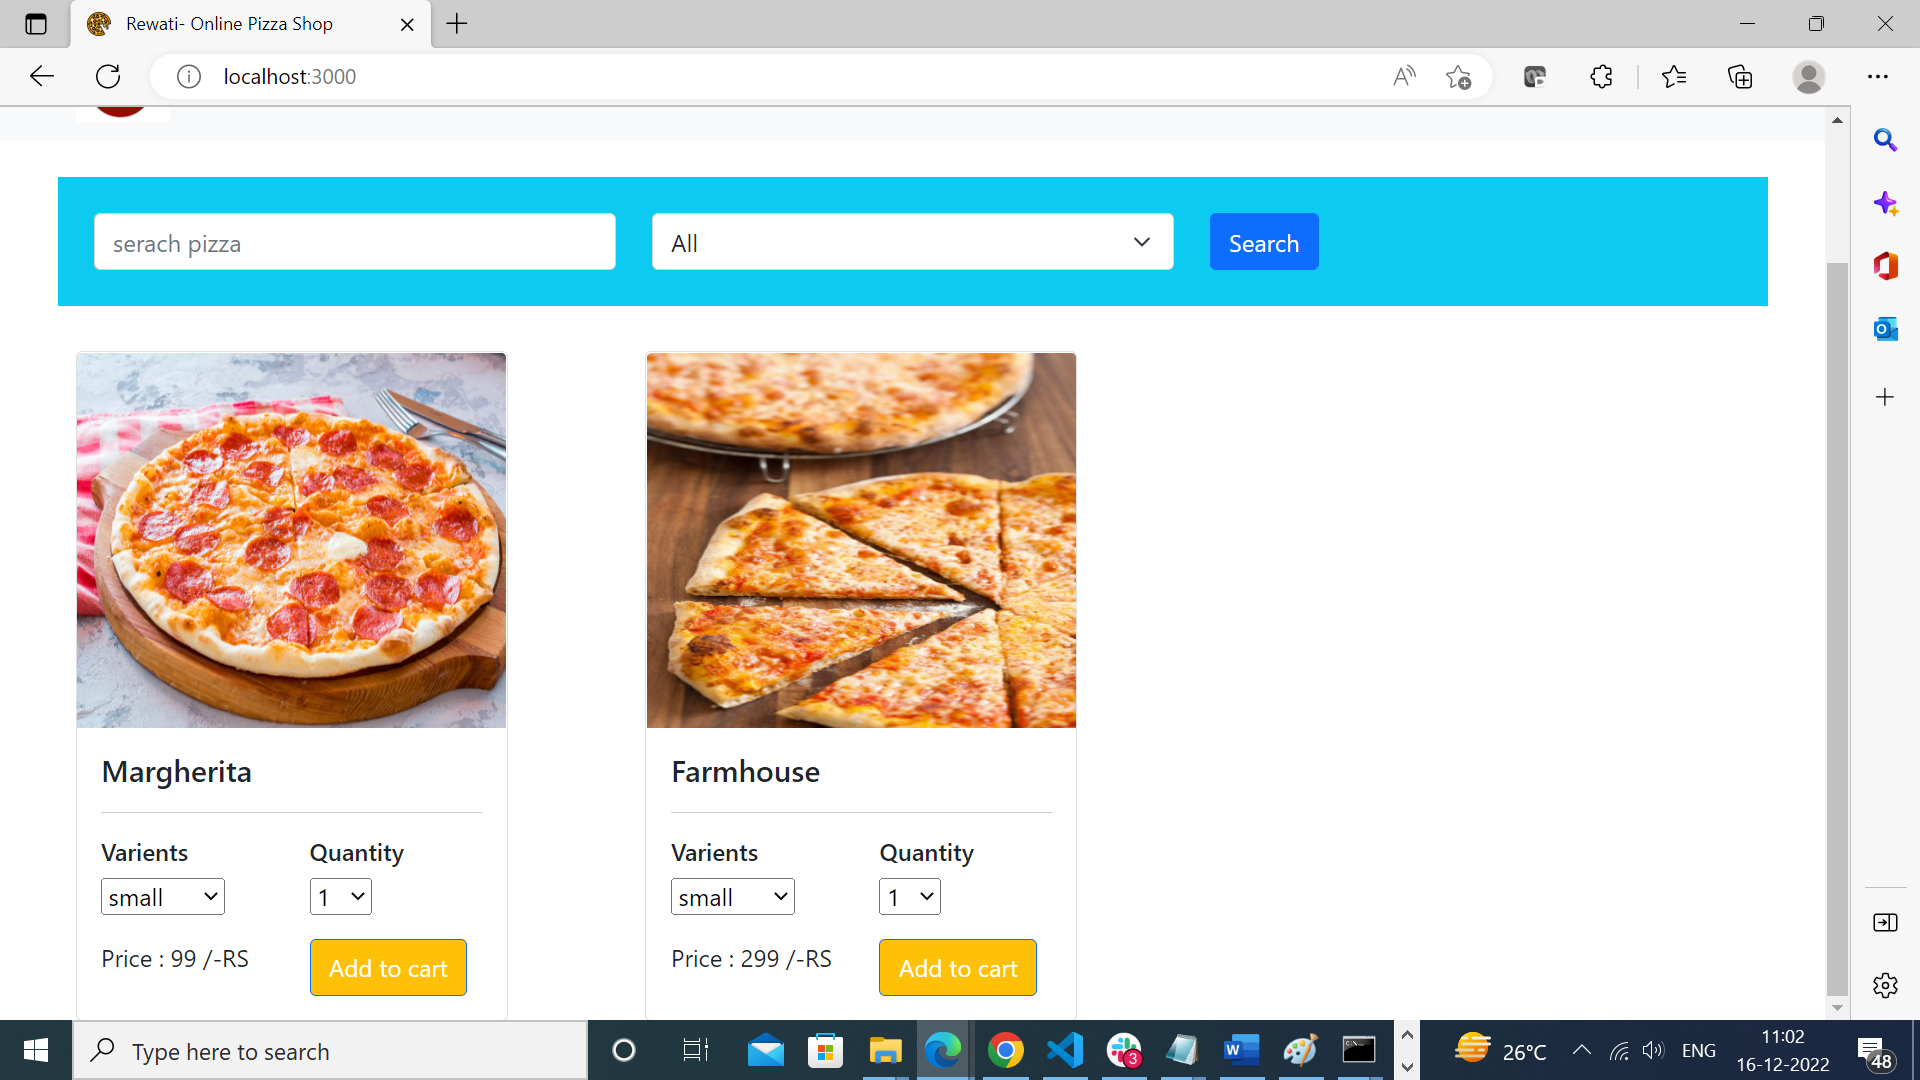 Rewati- Online Pizza Shop
localhost:3000
serach pizza
All
Search
Margherita
Varients
Quantity
small
1
Price : 99 /-RS
Add to cart
Farmhouse
Varients
Quantity
small
1
Price : 299 /-RS
Add to cart
Type here to search
3
W
26°C
ENG
11:02
16-12-2022
48